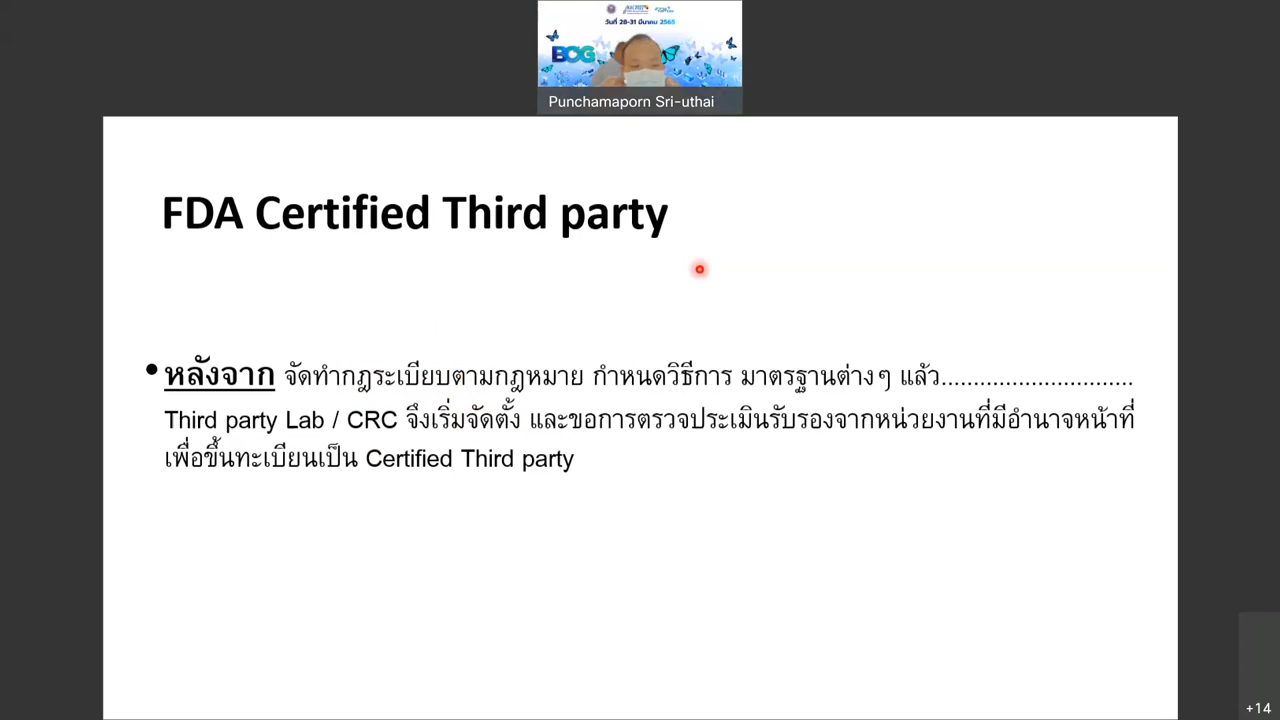 วันที่ 28-31 มีนาคม 2565
BCG
Punchamaporn Sri-uthai
FDA Certified Third party
• หลังจาก จัดทำกฎระเบียบตามกฎหมาย กำหนดวิธีการ มาตรฐานต่างๆ แล้ว..............................
Third party Lab / CRC จึงเริ่มจัดตั้ง และขอการตรวจประเมินรับรองจากหน่วยงานที่มีอำนาจหน้าที่
เพื่อขึ้นทะเบียนเป็น Certified Third party
+14